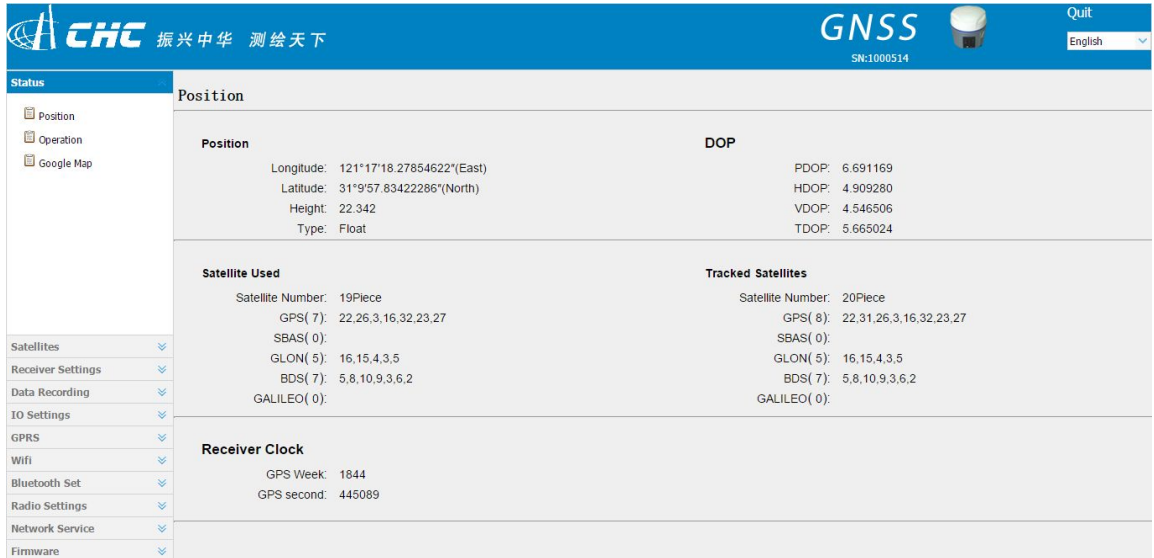 CHC 振兴中华 测绘天下
GNSS
SN:1000514
Quit
English
Status
Position
Operation
Google Map
Satellites
Receiver Settings
Data Recording
IO Settings
GPRS
Wifi
Bluetooth Set
Radio Settings
Network Service
Firmware
Position
Position
Longitude: 121°17'18.27854622"(East)
Latitude: 31°9'57.83422286"(North)
Height: 22.342
Type: Float
DOP
PDOP: 6.691169
HDOP: 4.909280
VDOP: 4.546506
TDOP: 5.665024
Satellite Used
Satellite Number: 19Piece
GPS( 7): 22,26,3,16,32,23,27
SBAS( 0):
GLON( 5): 16,15,4,3,5
BDS( 7): 5,8,10,9,3,6,2
GALILEO( 0):
Tracked Satellites
Satellite Number: 20Piece
GPS( 8): 22,31,26,3,16,32,23,27
SBAS( 0):
GLON( 5): 16,15,4,3,5
BDS( 7): 5,8,10,9,3,6,2
GALILEO( 0):
Receiver Clock
GPS Week: 1844
GPS second: 445089